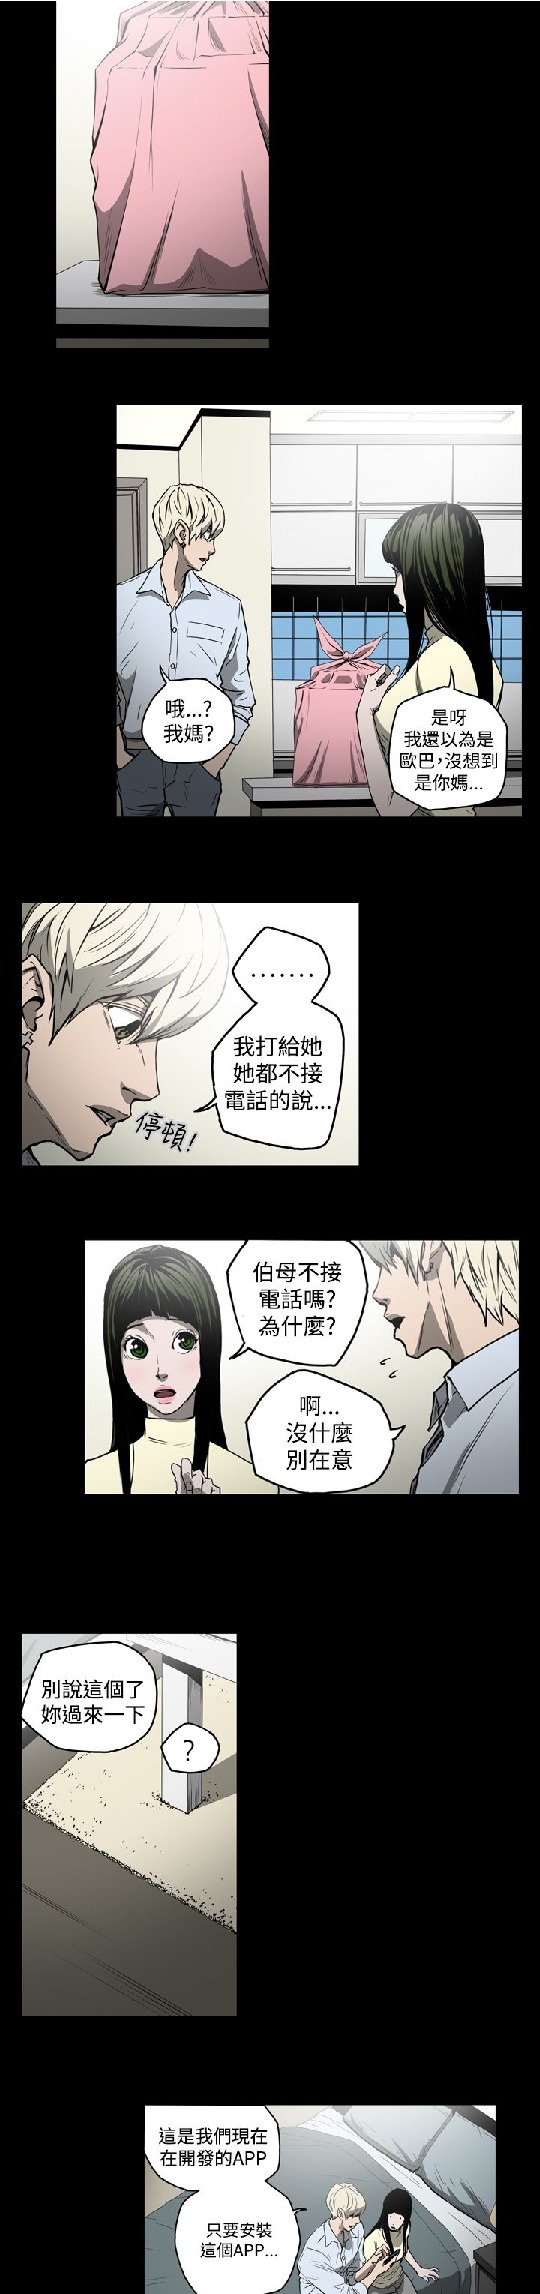 哦...?
我媽?
是呀
我還以為是
歐巴,沒想到
是你媽...
.......
我打給她
她都不接
電話的說...
停頓!
伯母不接
電話嗎?
為什麼?
啊...
沒什麼
別在意
別說這個了
妳過來一下
?
這是我們現在
在開發的APP
只要安裝
這個APP...